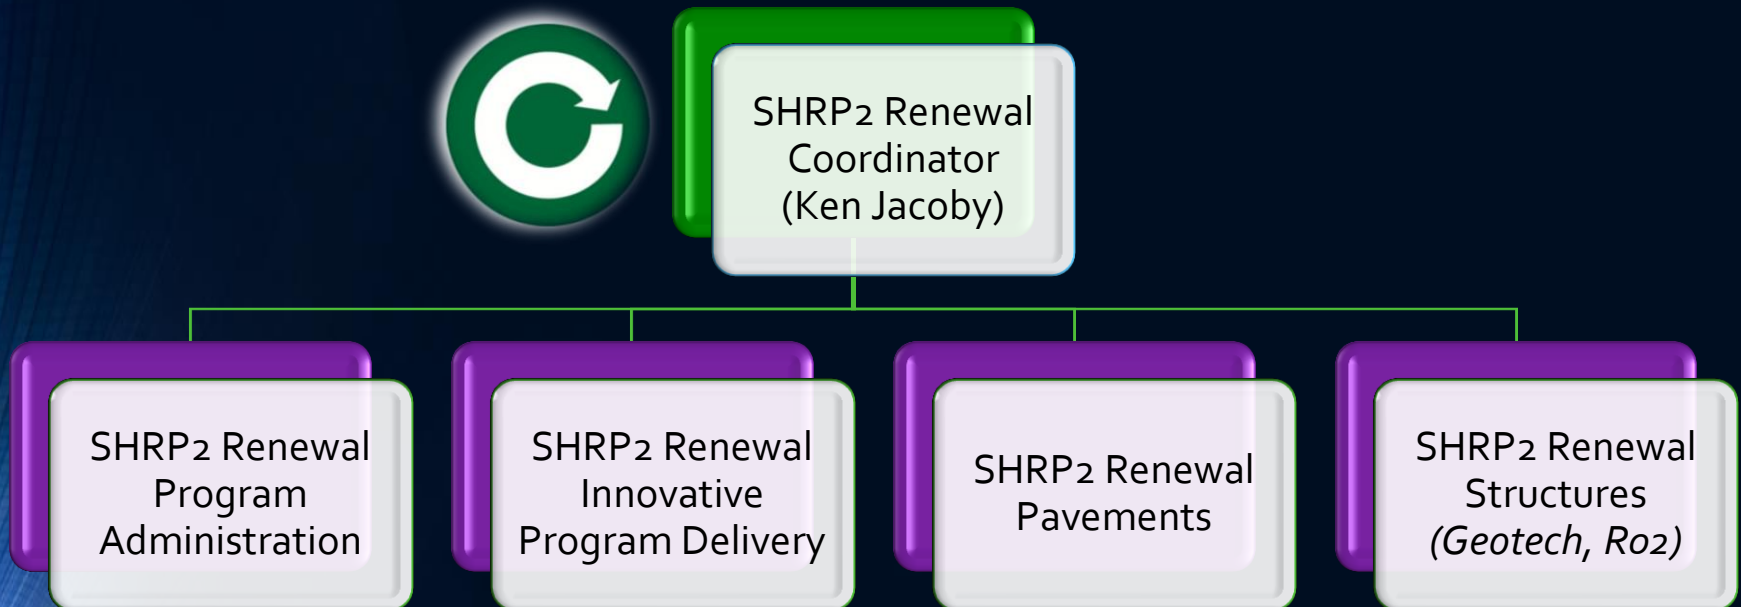 SHRP2 Renewal
Coordinator
(Ken Jacoby)
SHRP2 Renewal
Program
Administration
SHRP2 Renewal
Innovative
Program Delivery
SHRP2 Renewal
Pavements
SHRP2 Renewal
Structures
(Geotech, R02)